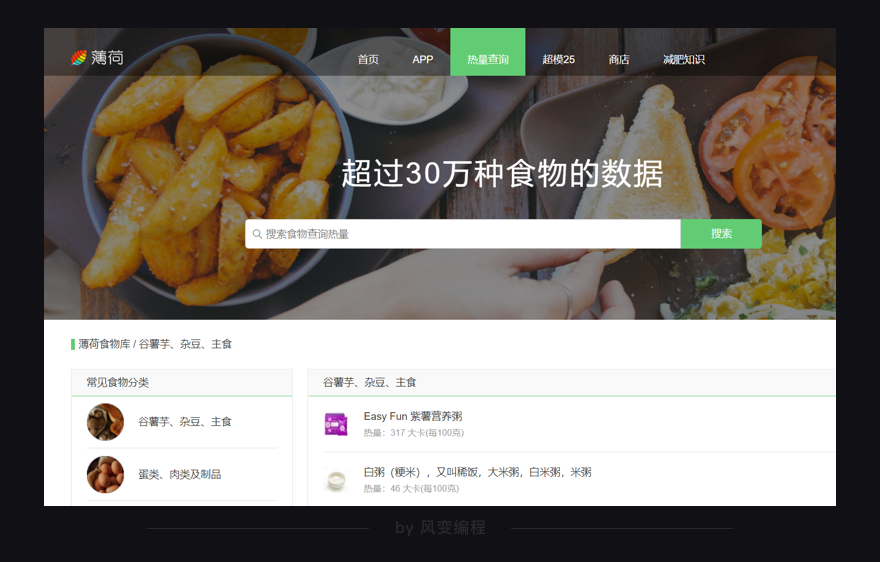 薄荷
首页 APP 热量查询 超模25 商店 减肥知识
超过30万种食物的数据
搜索食物查询热量 搜索
薄荷食物库 / 谷薯芋、杂豆、主食
常见食物分类
谷薯芋、杂豆、主食
蛋类、肉类及制品
谷薯芋、杂豆、主食
Easy Fun 紫薯营养粥
热量：317 大卡(每100克)
白粥（粳米），又叫稀饭，大米粥，白米粥，米粥
热量：46 大卡(每100克)
by 风变编程